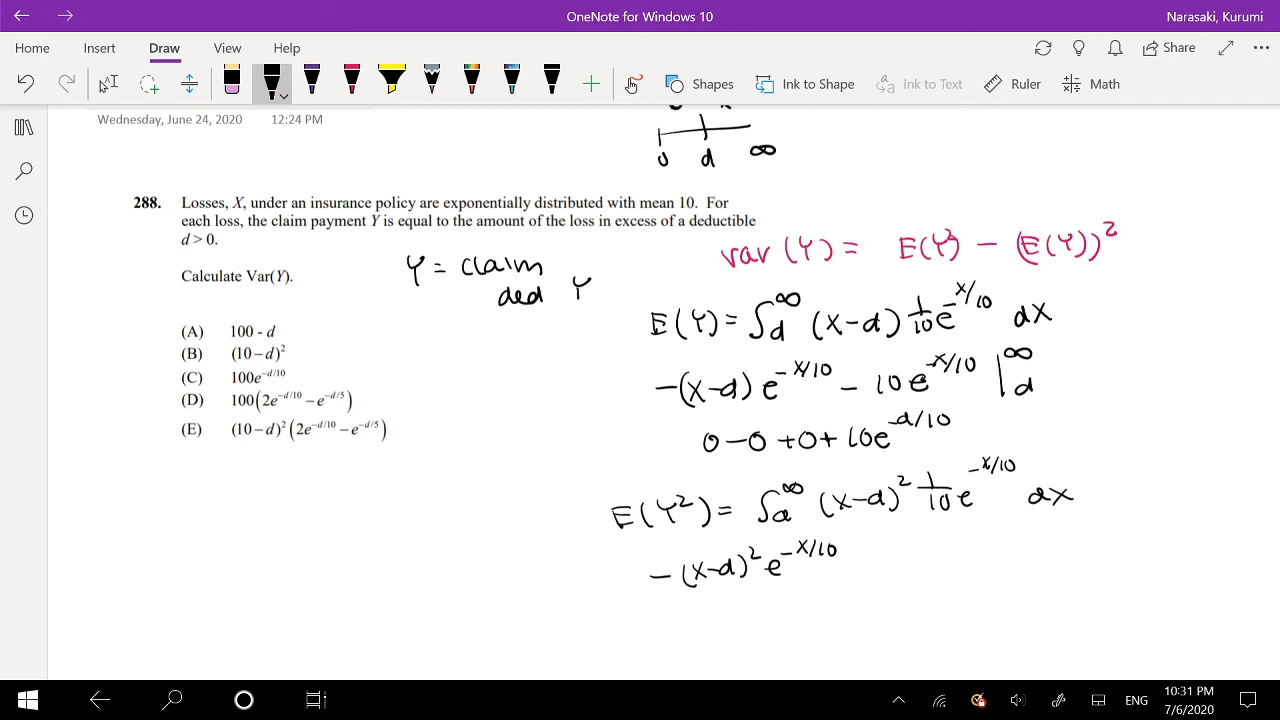 OneNote for Windows 10
Narasaki, Kurumi
Home Insert Draw View Help
Share
Shapes Ink to Shape Ink to Text Ruler Math
Wednesday, June 24, 2020 12:24 PM
0 d ∞
288. Losses, X, under an insurance policy are exponentially distributed with mean 10. For
each loss, the claim payment Y is equal to the amount of the loss in excess of a deductible
d > 0.
Calculate Var(Y).
(A) 100 - d
(B) (10 – d)²
(C) 100e^{-d/10}
(D) 100(2e^{-d/10} – e^{-d/5})
(E) (10 – d)²(2e^{-d/10} – e^{-d/5})
Y = claim
ded Y
var (Y) = E(Y²) - (E(Y))²
E(Y) = ∫_d^∞ (x-d) 1/10 e^{-x/10} dx
-(x-d) e^{-x/10} - 10e^{-x/10} |_d^∞
0 - 0 + 0 + 10e^{-d/10}
E(Y²) = ∫_d^∞ (x-d)² 1/10 e^{-x/10} dx
-(x-d)² e^{-x/10}
ENG
10:31 PM
7/6/2020